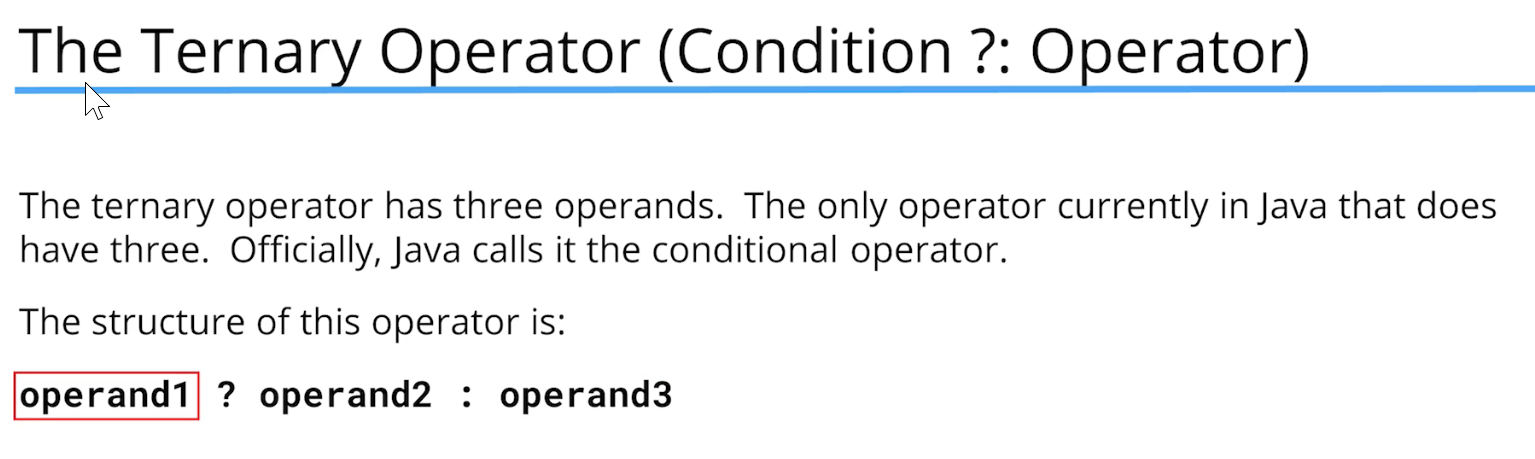 The Ternary Operator (Condition ?: Operator)
The ternary operator has three operands.  The only operator currently in Java that does
have three.  Officially, Java calls it the conditional operator.
The structure of this operator is:
operand1 ? operand2 : operand3